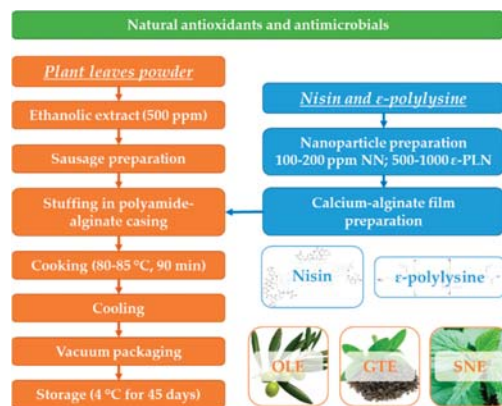 Natural antioxidants and antimicrobials
Plant leaves powder
Ethanolic extract (500 ppm)
Sausage preparation
Stuffing in polyamide-
alginate casing
Cooking (80-85 °C, 90 min)
Cooling
Vacuum packaging
Storage (4 °C for 45 days)
Nisin and ε-polylysine
Nanoparticle preparation
100-200 ppm NN; 500-1000 ε-PLN
Calcium-alginate film
preparation
Nisin
ε-polylysine
OLE
GTE
SNE